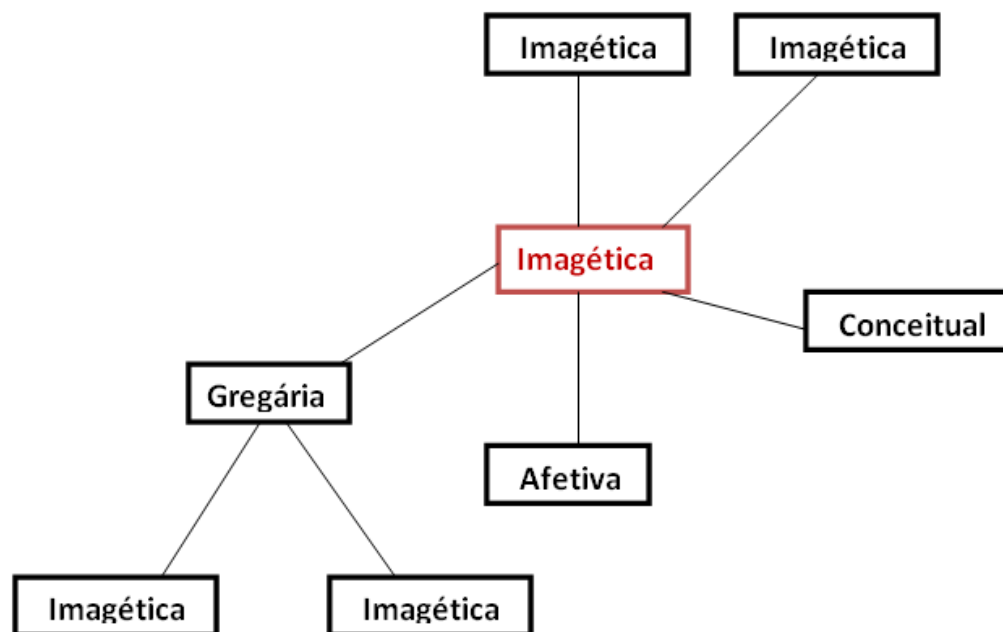 Imagética
Imagética
Imagética
Conceitual
Gregária
Afetiva
Imagética
Imagética